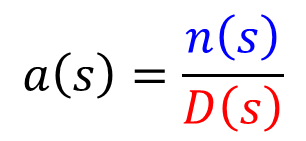 a(s) = n(s) / D(s)